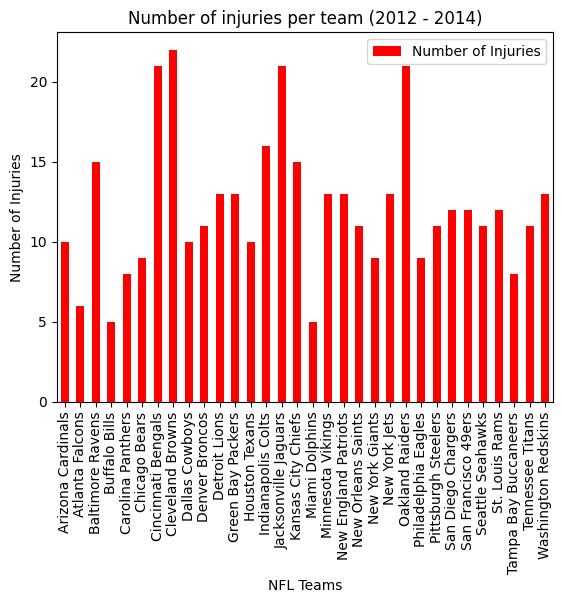 Number of injuries per team (2012 - 2014)
Number of Injuries
Number of Injuries
20
15
10
5
0
Arizona Cardinals
Atlanta Falcons
Baltimore Ravens
Buffalo Bills
Carolina Panthers
Chicago Bears
Cincinnati Bengals
Cleveland Browns
Dallas Cowboys
Denver Broncos
Detroit Lions
Green Bay Packers
Houston Texans
Indianapolis Colts
Jacksonville Jaguars
Kansas City Chiefs
Miami Dolphins
Minnesota Vikings
New England Patriots
New Orleans Saints
New York Giants
New York Jets
Oakland Raiders
Philadelphia Eagles
Pittsburgh Steelers
San Diego Chargers
San Francisco 49ers
Seattle Seahawks
St. Louis Rams
Tampa Bay Buccaneers
Tennessee Titans
Washington Redskins
NFL Teams